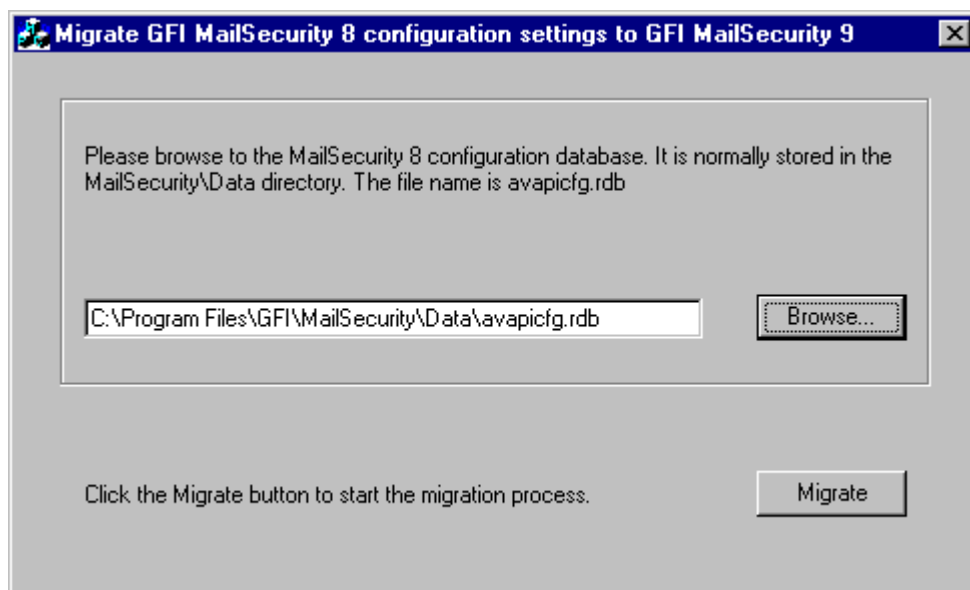 Migrate GFI MailSecurity 8 configuration settings to GFI MailSecurity 9
Please browse to the MailSecurity 8 configuration database. It is normally stored in the
MailSecurity\Data directory. The file name is avapicfg.rdb
C:\Program Files\GFI\MailSecurity\Data\avapicfg.rdb
Browse...
Click the Migrate button to start the migration process.
Migrate